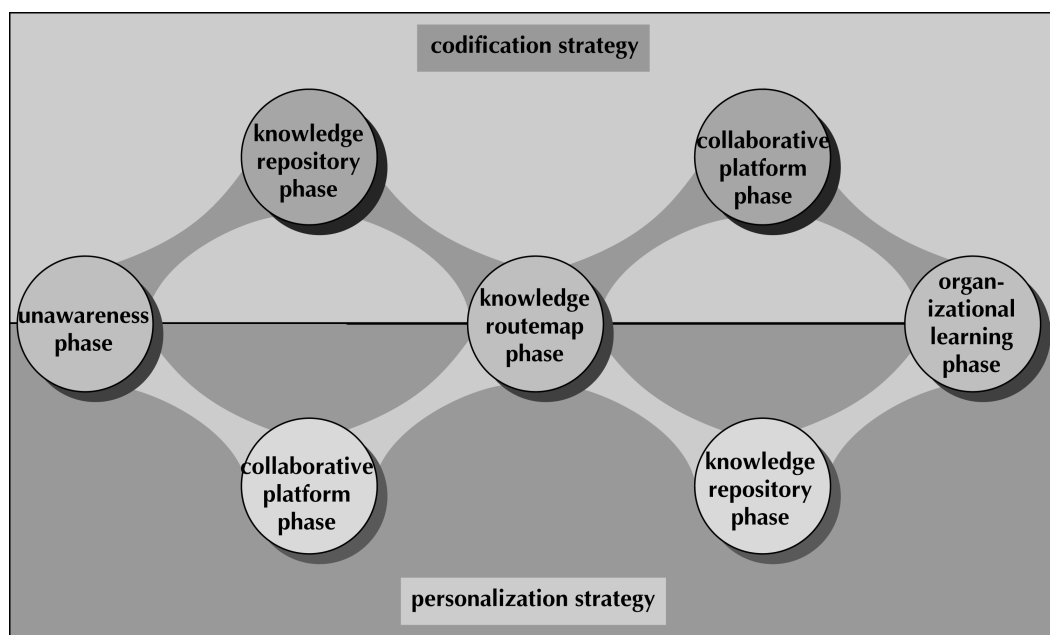 codification strategy
knowledge
repository
phase
collaborative
platform
phase
unawareness
phase
knowledge
routemap
phase
organ-
izational
learning
phase
collaborative
platform
phase
knowledge
repository
phase
personalization strategy